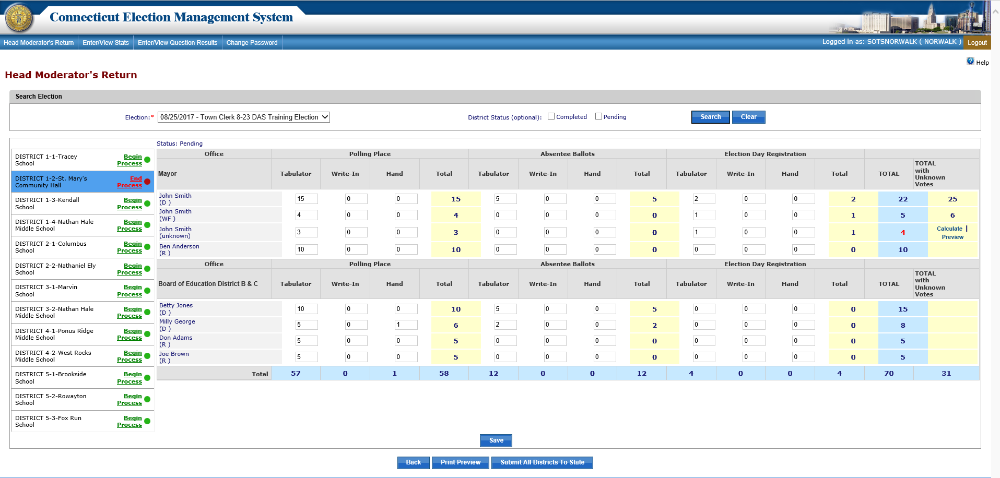 Connecticut Election Management System
Head Moderator's Return Enter/View Stats Enter/View Question Results Change Password Logged in as: SOTSNORWALK ( NORWALK ) Logout
Help
Head Moderator's Return
Search Election
Election:* 08/25/2017 - Town Clerk 8-23 DAS Training Election District Status (optional): Completed Pending Search Clear
DISTRICT 1-1-Tracey School Begin Process
DISTRICT 1-2-St. Mary's Community Hall End Process
DISTRICT 1-3-Kendall School Begin Process
DISTRICT 1-4-Nathan Hale Middle School Begin Process
DISTRICT 2-1-Columbus School Begin Process
DISTRICT 2-2-Nathaniel Ely School Begin Process
DISTRICT 3-1-Marvin School Begin Process
DISTRICT 3-2-Nathan Hale Middle School Begin Process
DISTRICT 4-1-Ponus Ridge Middle School Begin Process
DISTRICT 4-2-West Rocks Middle School Begin Process
DISTRICT 5-1-Brookside School Begin Process
DISTRICT 5-2-Rowayton School Begin Process
DISTRICT 5-3-Fox Run School Begin Process
Status: Pending
Office Polling Place Absentee Ballots Election Day Registration
Mayor Tabulator Write-In Hand Total Tabulator Write-In Hand Total Tabulator Write-In Hand Total TOTAL TOTAL with Unknown Votes
John Smith (D ) 15 0 0 15 5 0 0 5 2 0 0 2 22 25
John Smith (WF ) 4 0 0 4 0 0 0 0 1 0 0 1 5 6
John Smith (unknown) 3 0 0 3 0 0 0 0 1 0 0 1 4 Calculate | Preview
Ben Anderson (R ) 10 0 0 10 0 0 0 0 0 0 0 0 10
Office Polling Place Absentee Ballots Election Day Registration
Board of Education District B & C Tabulator Write-In Hand Total Tabulator Write-In Hand Total Tabulator Write-In Hand Total TOTAL TOTAL with Unknown Votes
Betty Jones (D ) 10 0 0 10 5 0 0 5 0 0 0 0 15
Milly George (D ) 5 0 1 6 2 0 0 2 0 0 0 0 8
Don Adams (R ) 5 0 0 5 0 0 0 0 0 0 0 0 5
Joe Brown (R ) 5 0 0 5 0 0 0 0 0 0 0 0 5
Total 57 0 1 58 12 0 0 12 4 0 0 4 70 31
Save
Back Print Preview Submit All Districts To State